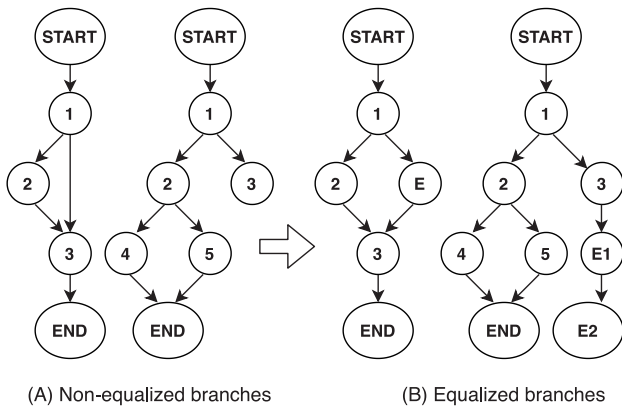 START START START START
1 1 1 1
2 2 3 2 E 2 3
3 4 5 3 4 5 E1
END END END END E2
(A) Non-equalized branches (B) Equalized branches